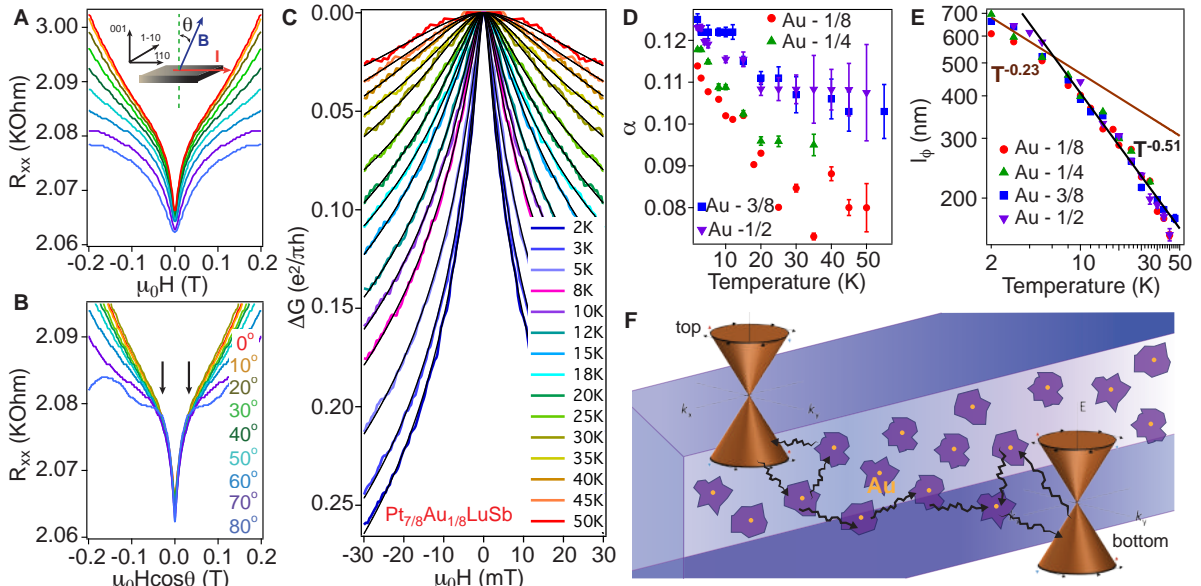 A
3.00
2.09
2.08
2.07
2.06
R_xx (KOhm)
001
1-10
110
θ
B
I
-0.2 -0.1 0.0 0.1 0.2
μ₀H (T)
B
2.09
2.08
2.07
2.06
R_xx (KOhm)
0°
10°
20°
30°
40°
50°
60°
70°
80°
-0.2 -0.1 0.0 0.1 0.2
μ₀Hcosθ (T)
C
0.00
0.05
0.10
0.15
0.20
0.25
ΔG (e²/πh)
2K
3K
5K
8K
10K
12K
15K
18K
20K
25K
30K
35K
40K
45K
50K
Pt₇/₈Au₁/₈LuSb
-30 -20 -10 0 10 20 30
μ₀H (mT)
D
0.12
0.11
0.10
0.09
0.08
α
Au - 1/8
Au - 1/4
Au - 3/8
Au -1/2
10 20 30 40 50
Temperature (K)
E
700
600
500
400
300
200
l_ϕ (nm)
T^-0.23
T^-0.51
Au - 1/8
Au - 1/4
Au - 3/8
Au - 1/2
2 10 30 50
Temperature (K)
F
top
E
Au
k_y
bottom